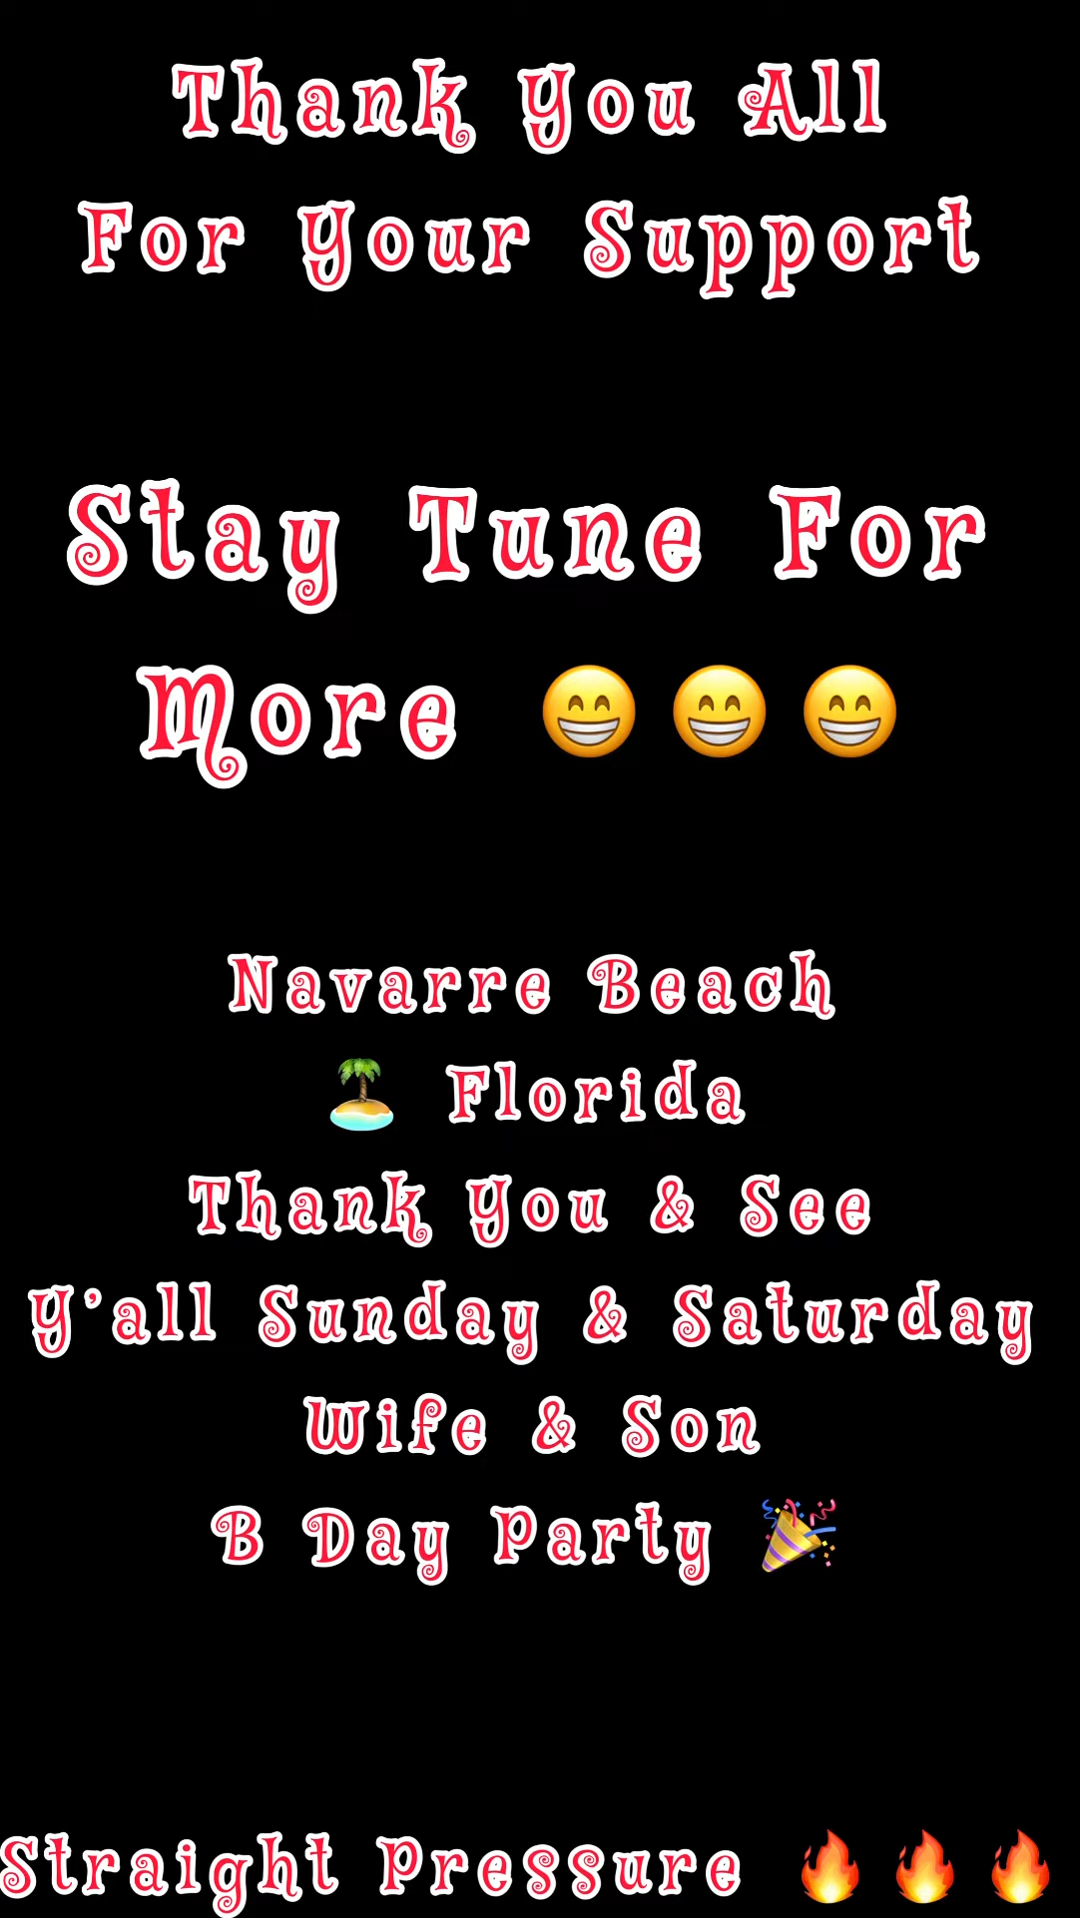 Thank You All
For Your Support
Stay Tune For
More 😁😁😁
Navarre Beach
🏝️ Florida
Thank You & See
Y’all Sunday & Saturday
Wife & Son
B Day Party 🎉
Straight Pressure 🔥🔥🔥